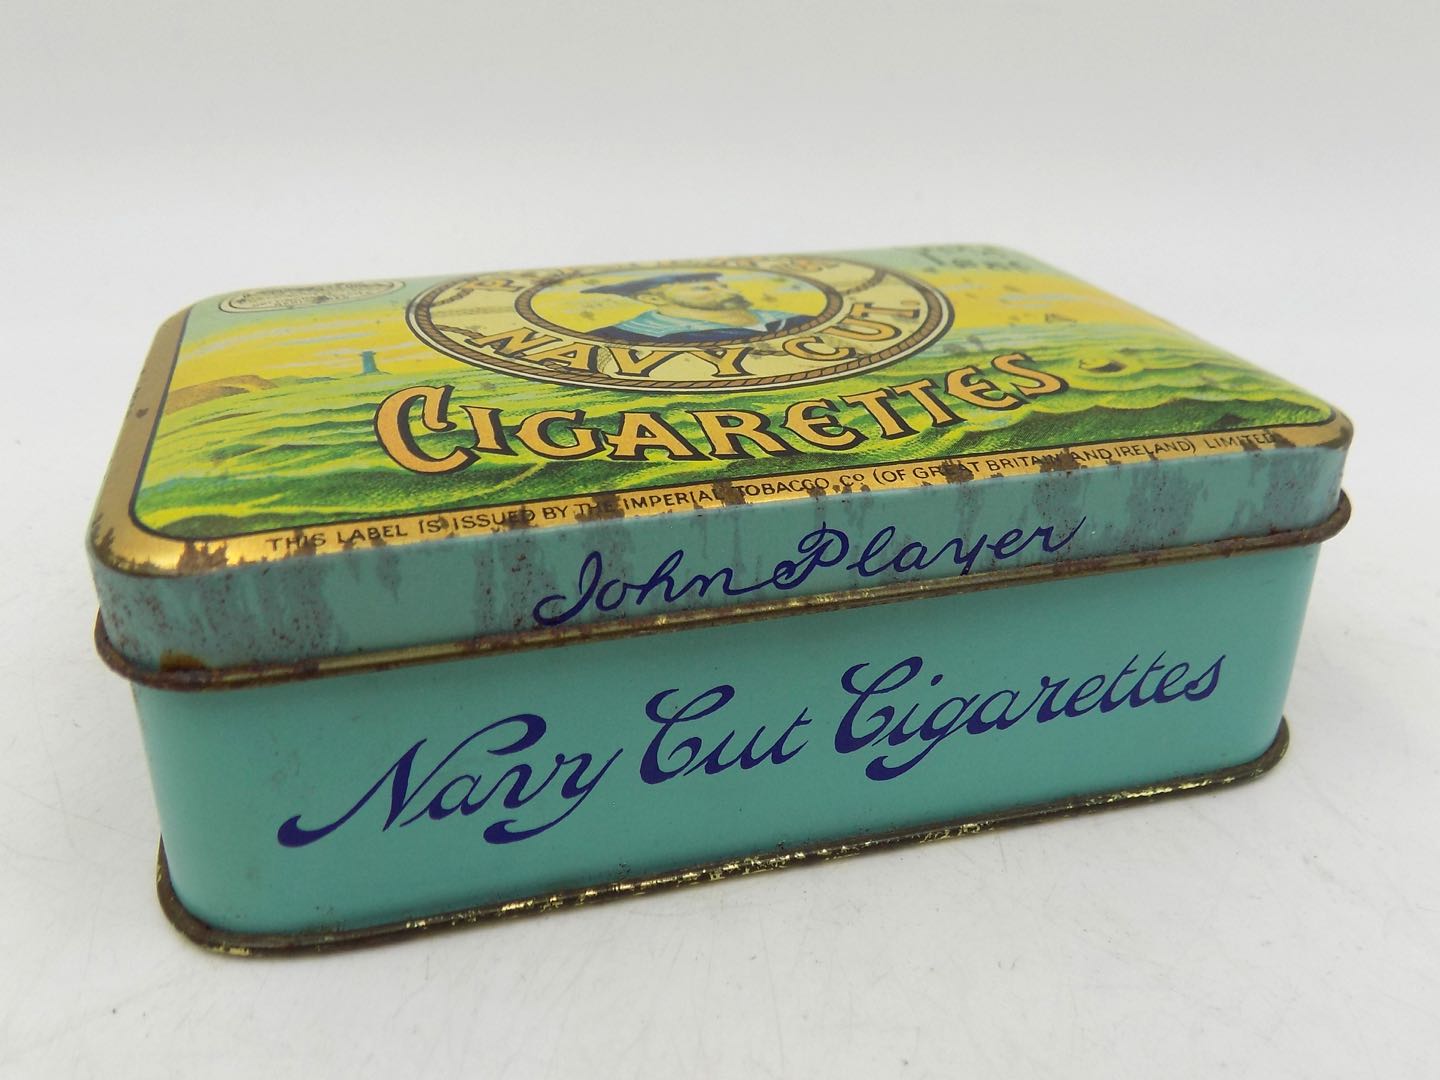 NAVY CUT.
CIGARETTES
THIS LABEL IS ISSUED BY THE IMPERIAL TOBACCO Co (OF GREAT BRITAIN AND IRELAND) LIMITED
John Player
Navy Cut Cigarettes